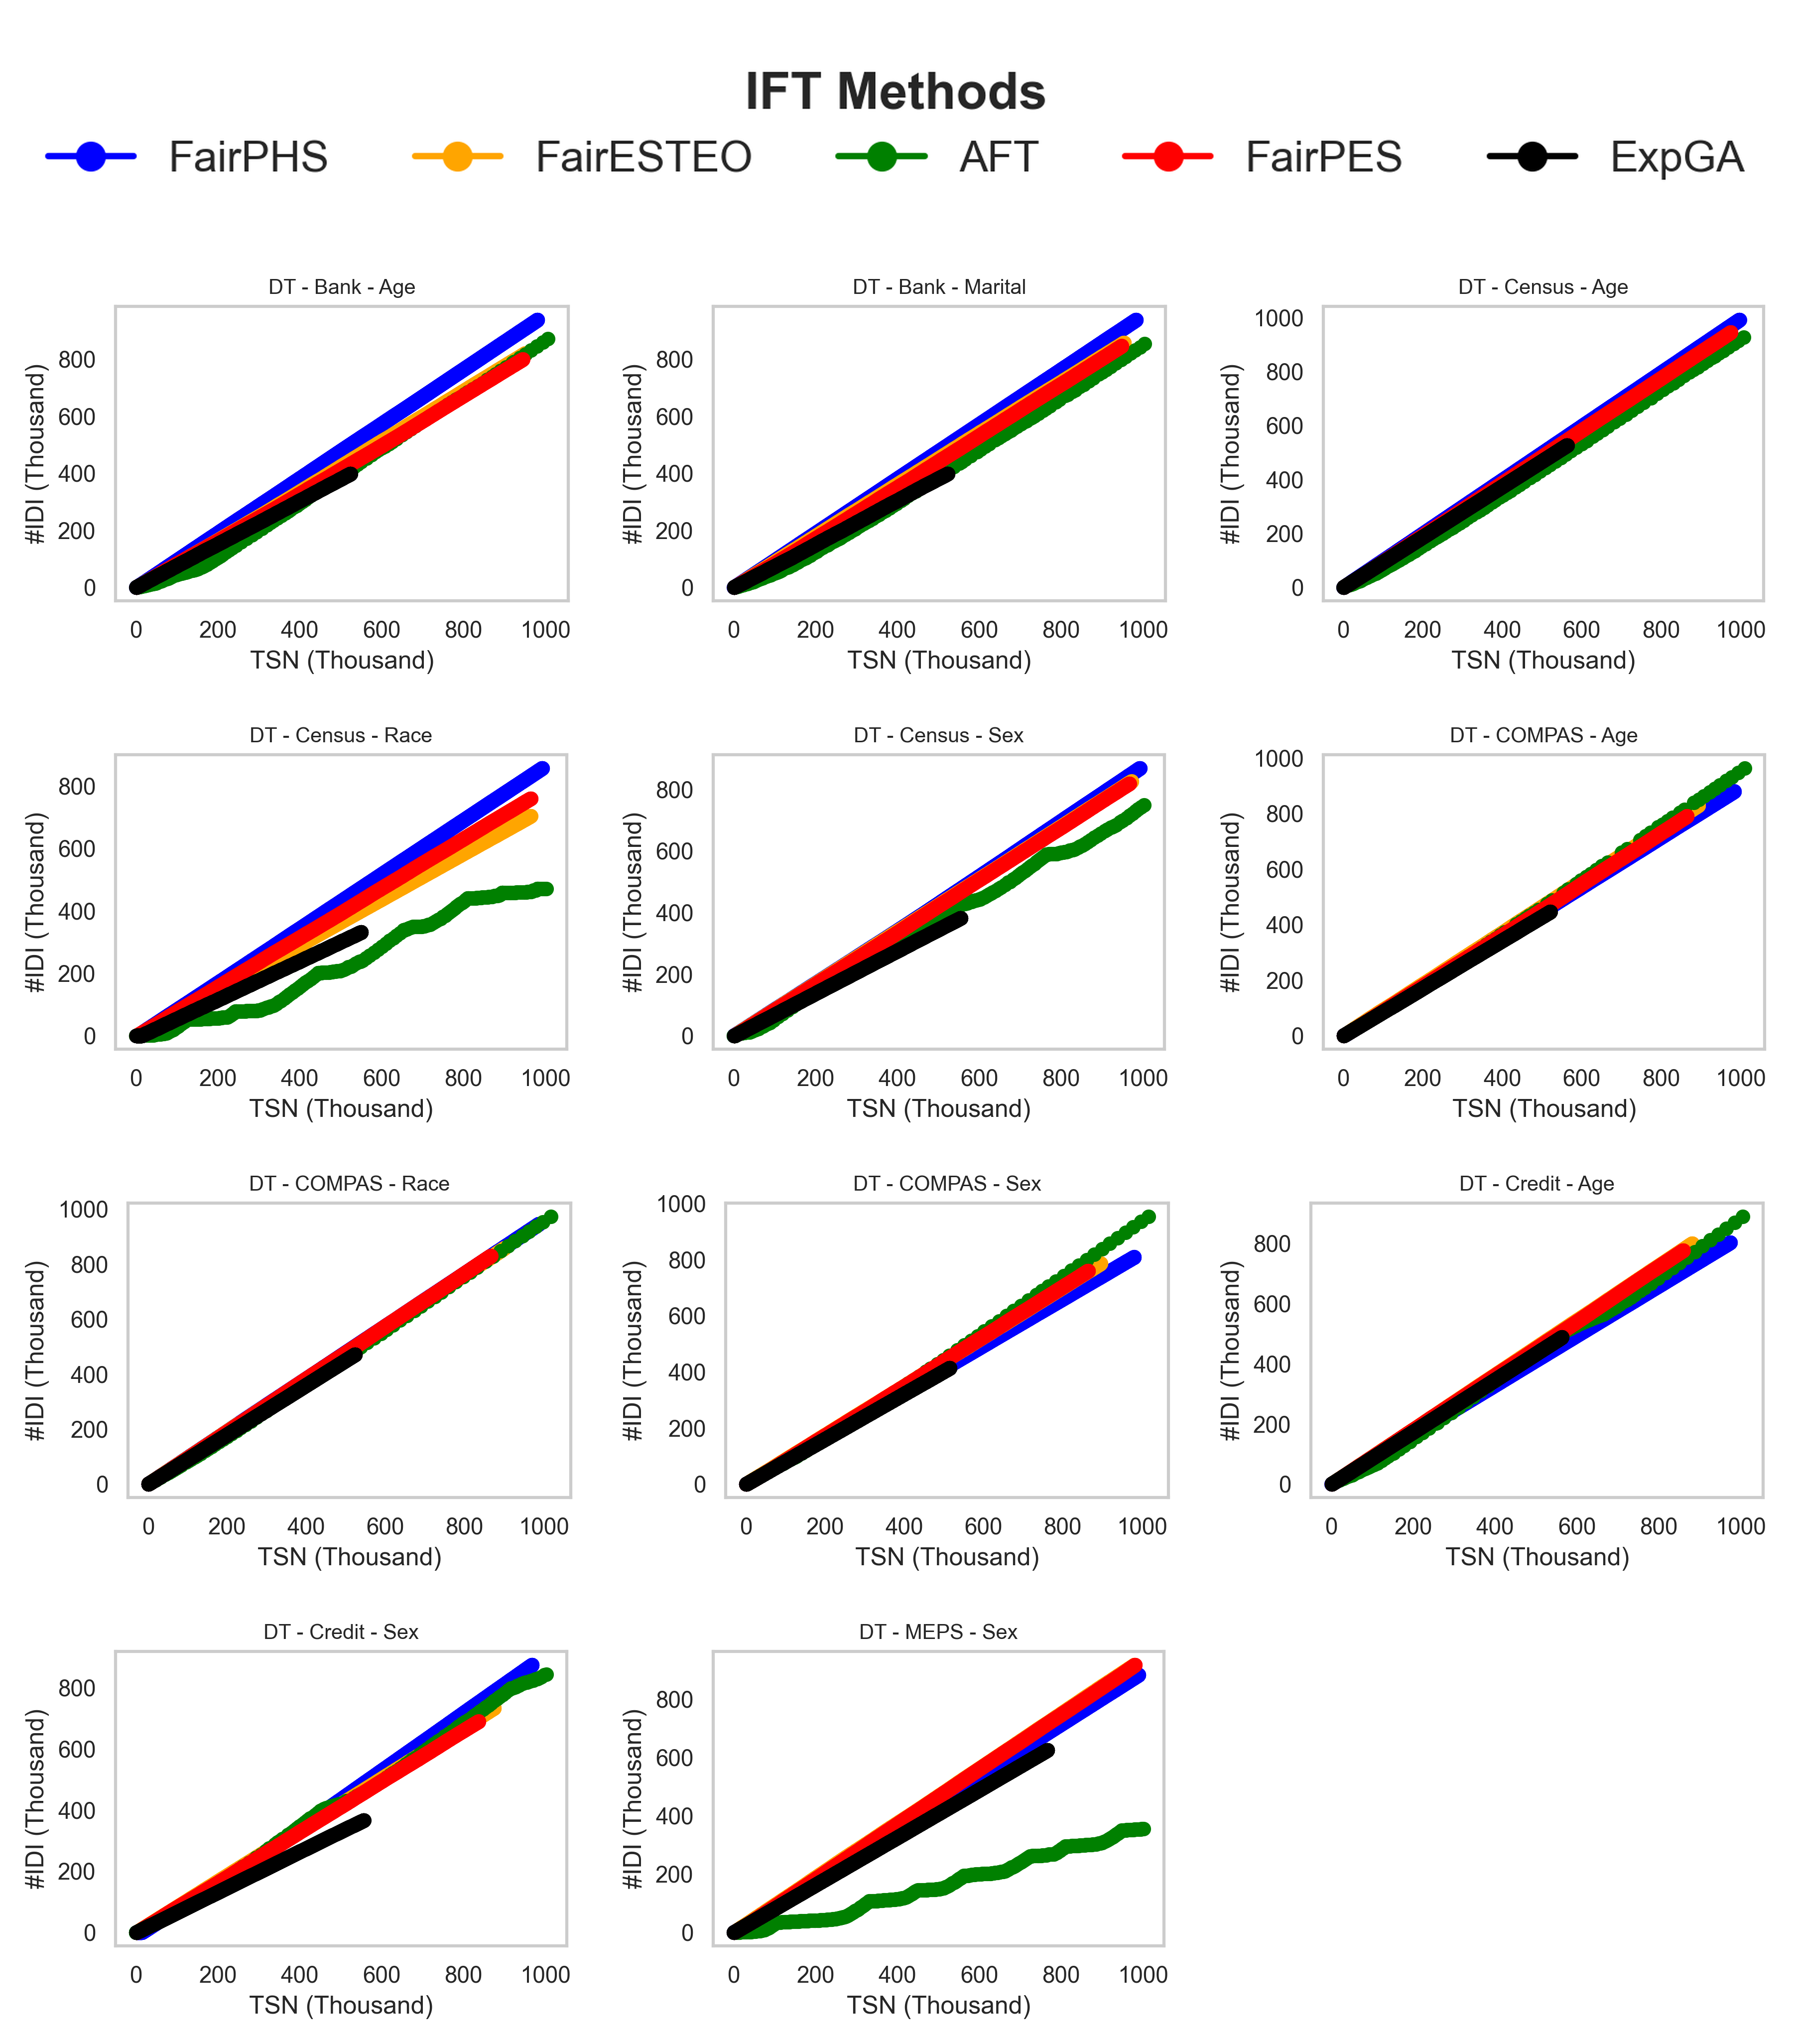 IFT Methods
FairPHS FairESTEO AFT FairPES ExpGA
DT - Bank - Age
#IDI (Thousand)
800
600
400
200
0
0 200 400 600 800 1000
TSN (Thousand)
DT - Bank - Marital
#IDI (Thousand)
800
600
400
200
0
0 200 400 600 800 1000
TSN (Thousand)
DT - Census - Age
#IDI (Thousand)
1000
800
600
400
200
0
0 200 400 600 800 1000
TSN (Thousand)
DT - Census - Race
#IDI (Thousand)
800
600
400
200
0
0 200 400 600 800 1000
TSN (Thousand)
DT - Census - Sex
#IDI (Thousand)
800
600
400
200
0
0 200 400 600 800 1000
TSN (Thousand)
DT - COMPAS - Age
#IDI (Thousand)
1000
800
600
400
200
0
0 200 400 600 800 1000
TSN (Thousand)
DT - COMPAS - Race
#IDI (Thousand)
1000
800
600
400
200
0
0 200 400 600 800 1000
TSN (Thousand)
DT - COMPAS - Sex
#IDI (Thousand)
1000
800
600
400
200
0
0 200 400 600 800 1000
TSN (Thousand)
DT - Credit - Age
#IDI (Thousand)
800
600
400
200
0
0 200 400 600 800 1000
TSN (Thousand)
DT - Credit - Sex
#IDI (Thousand)
800
600
400
200
0
0 200 400 600 800 1000
TSN (Thousand)
DT - MEPS - Sex
#IDI (Thousand)
800
600
400
200
0
0 200 400 600 800 1000
TSN (Thousand)